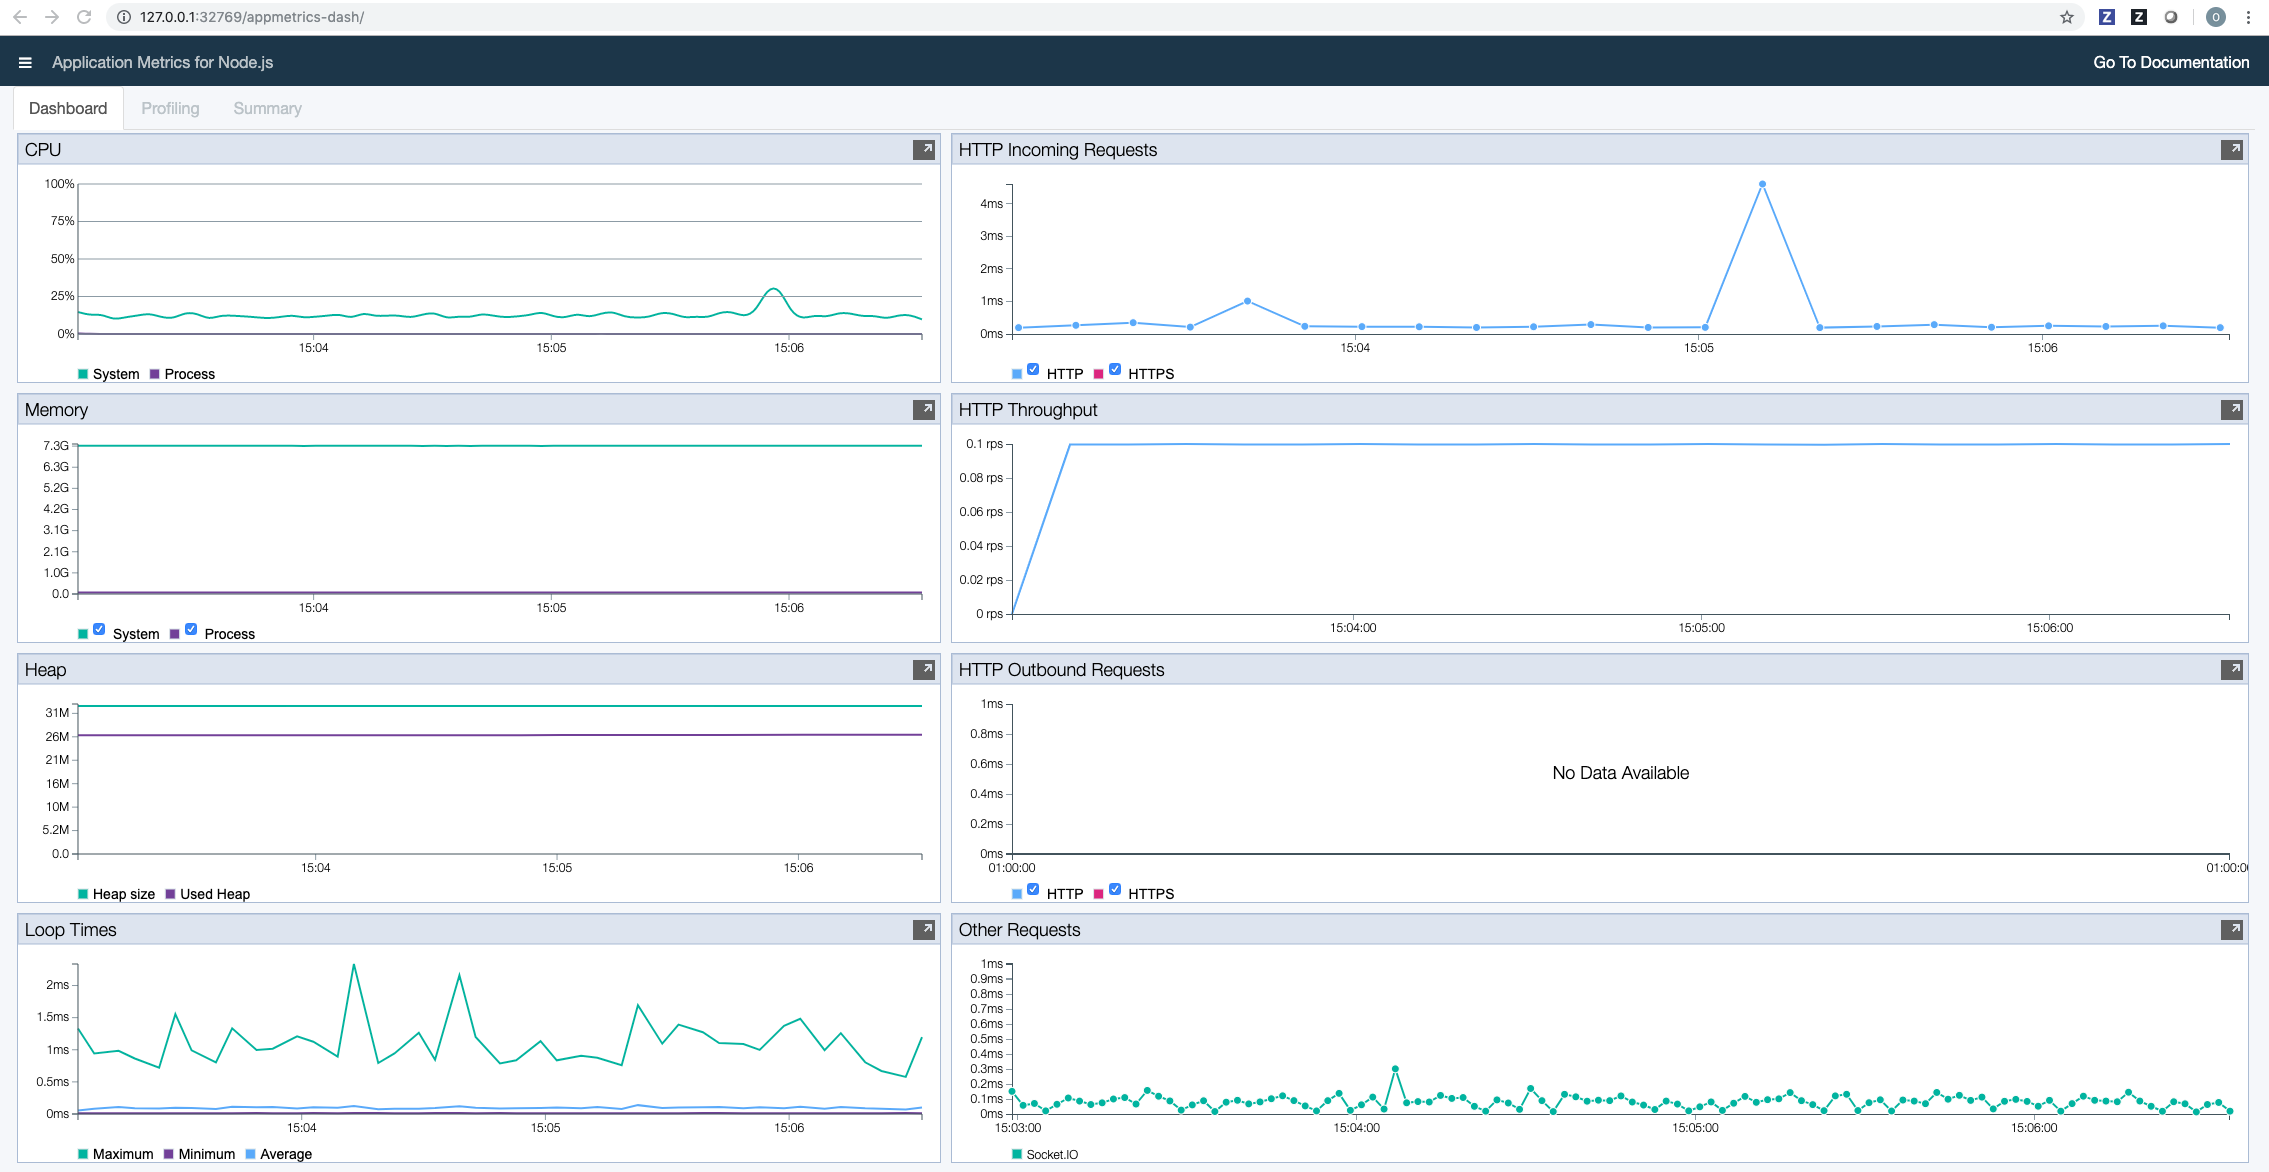 127.0.0.1:32769/appmetrics-dash/
Z
Z
O
Application Metrics for Node.js
Go To Documentation
Dashboard
Profiling
Summary
CPU
100%
75%
50%
25%
0%
15:04
15:05
15:06
System
Process
HTTP Incoming Requests
4ms
3ms
2ms
1ms
0ms
15:04
15:05
15:06
HTTP
HTTPS
Memory
7.3G
6.3G
5.2G
4.2G
3.1G
2.1G
1.0G
0.0
15:04
15:05
15:06
System
Process
HTTP Throughput
0.1 rps
0.08 rps
0.06 rps
0.04 rps
0.02 rps
0 rps
15:04:00
15:05:00
15:06:00
Heap
31M
26M
21M
16M
10M
5.2M
0.0
15:04
15:05
15:06
Heap size
Used Heap
HTTP Outbound Requests
1ms
0.8ms
0.6ms
0.4ms
0.2ms
0ms
No Data Available
01:00:00
01:00:00
HTTP
HTTPS
Loop Times
2ms
1.5ms
1ms
0.5ms
0ms
15:04
15:05
15:06
Maximum
Minimum
Average
Other Requests
1ms
0.9ms
0.8ms
0.7ms
0.6ms
0.5ms
0.4ms
0.3ms
0.2ms
0.1ms
0ms
15:03:00
15:04:00
15:05:00
15:06:00
Socket.IO